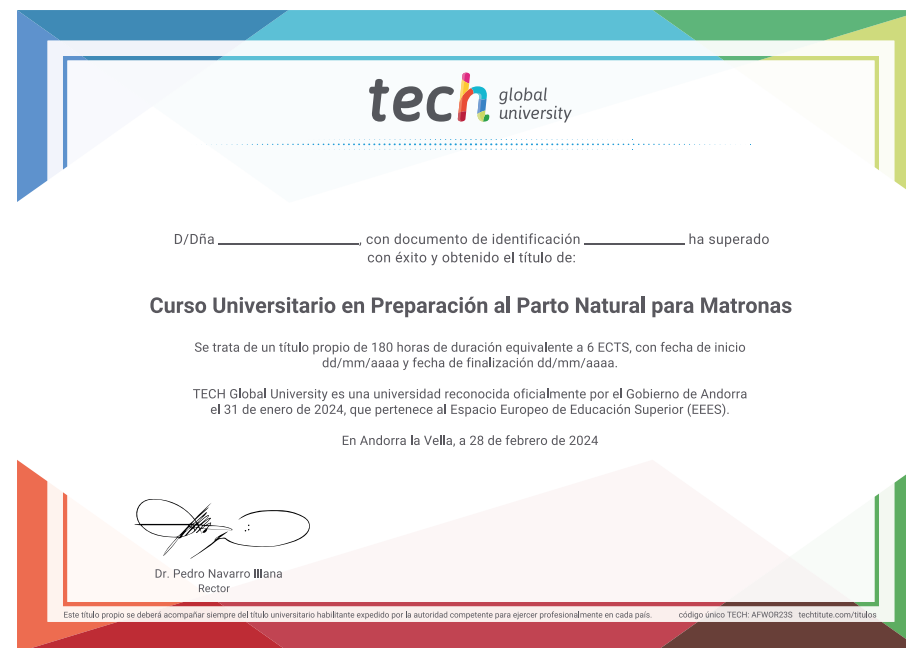 tech global university
D/Dña ____________________, con documento de identificación ______________ ha superado
con éxito y obtenido el título de:
Curso Universitario en Preparación al Parto Natural para Matronas
Se trata de un título propio de 180 horas de duración equivalente a 6 ECTS, con fecha de inicio
dd/mm/aaaa y fecha de finalización dd/mm/aaaa.
TECH Global University es una universidad reconocida oficialmente por el Gobierno de Andorra
el 31 de enero de 2024, que pertenece al Espacio Europeo de Educación Superior (EEES).
En Andorra la Vella, a 28 de febrero de 2024
Dr. Pedro Navarro Illana
Rector
Este título propio se deberá acompañar siempre del título universitario habilitante expedido por la autoridad competente para ejercer profesionalmente en cada país. código único TECH: AFWOR23S techtitute.com/titulos